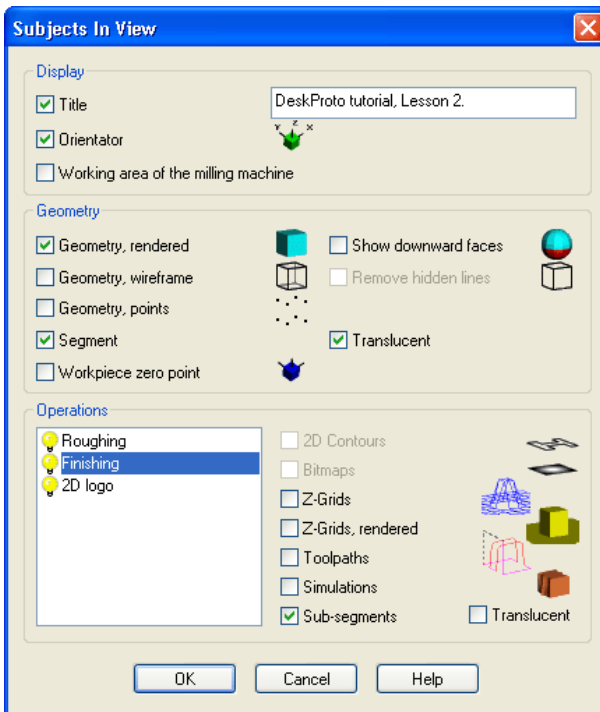 Subjects In View
Display
Title
DeskProto tutorial, Lesson 2.
Orientator
Y Z X
Working area of the milling machine
Geometry
Geometry, rendered
Show downward faces
Geometry, wireframe
Remove hidden lines
Geometry, points
Segment
Translucent
Workpiece zero point
Operations
Roughing
Finishing
2D logo
2D Contours
Bitmaps
Z-Grids
Z-Grids, rendered
Toolpaths
Simulations
Sub-segments
Translucent
OK
Cancel
Help